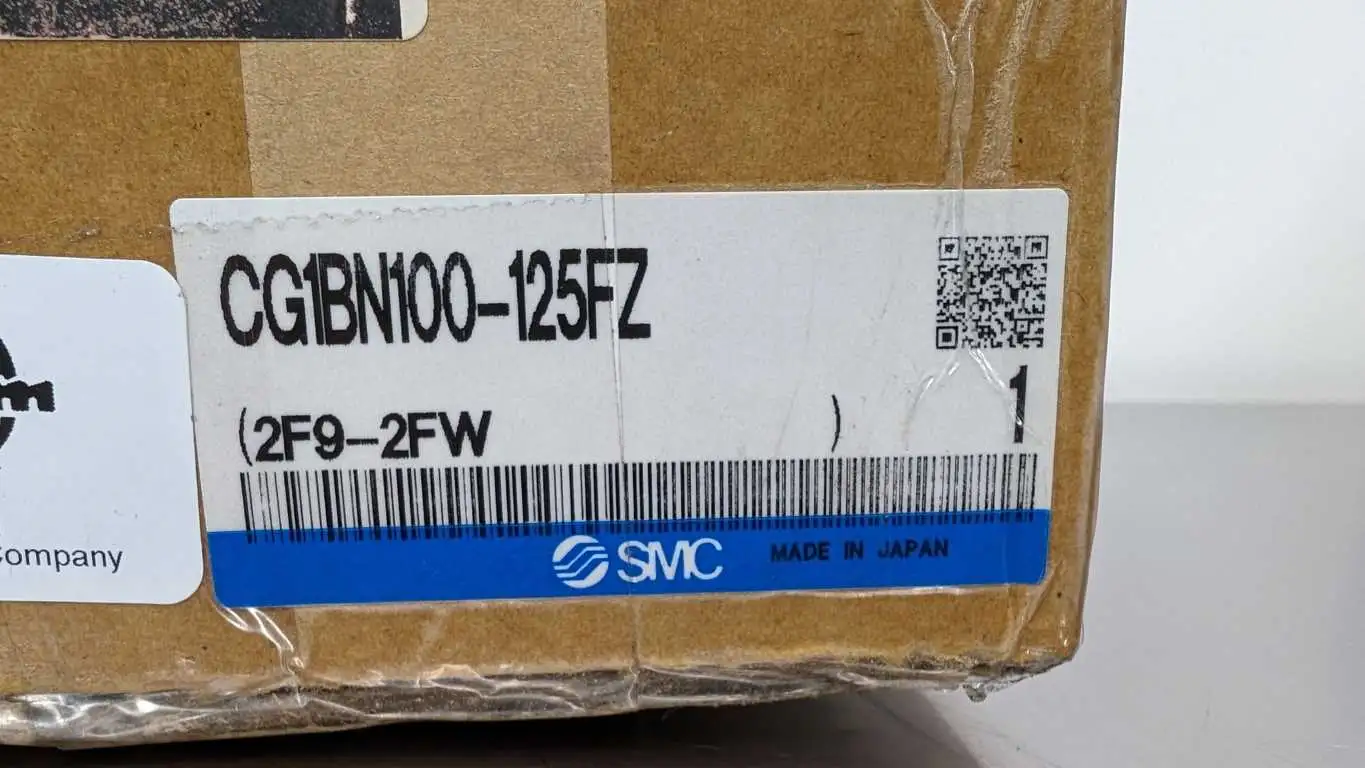 CG1BN100-125FZ
1
(2F9-2FW )
SMC MADE IN JAPAN
Company